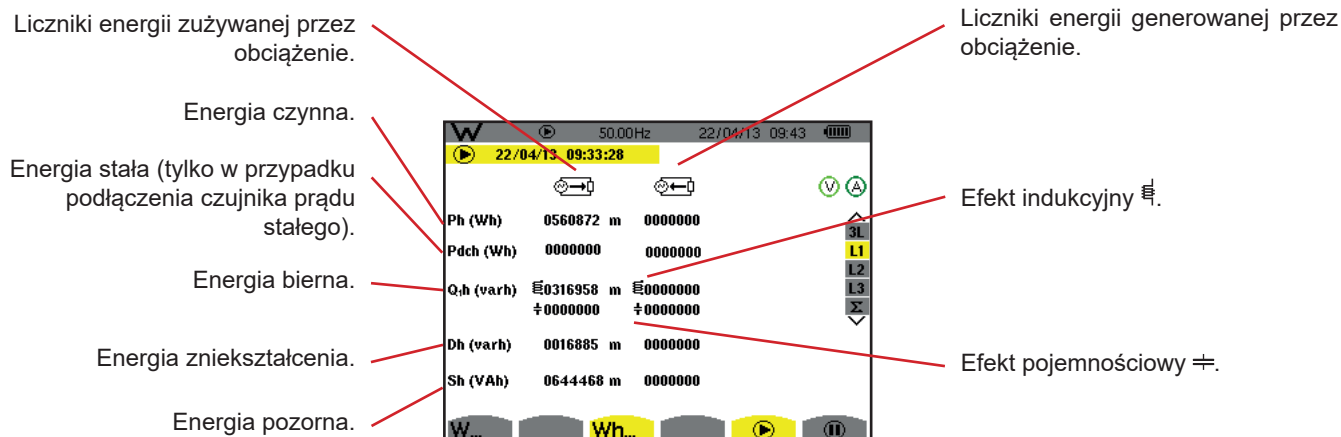 Liczniki energii zużywanej przez
obciążenie.
Energia czynna.
Energia stała (tylko w przypadku
podłączenia czujnika prądu
stałego).
Energia bierna.
Energia zniekształcenia.
Energia pozorna.
W 50.00Hz 22/04/13 09:43
22/04/13 09:33:28
V A
Ph (Wh) 0560872 m 0000000
Pdch (Wh) 0000000 0000000
Q₁h (varh) 0316958 m 0000000
0000000 0000000
Dh (varh) 0016885 m 0000000
Sh (VAh) 0644468 m 0000000
3L
L1
L2
L3
Σ
W... Wh...
Liczniki energii generowanej przez
obciążenie.
Efekt indukcyjny .
Efekt pojemnościowy .